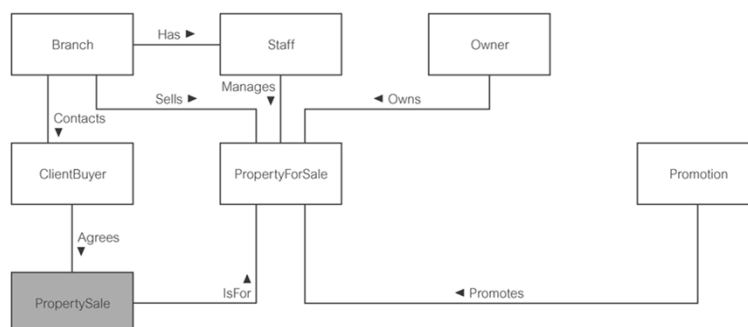 Branch
Has ►
Staff
Owner
Manages
▼
Sells ►
◄ Owns
Contacts
▼
ClientBuyer
PropertyForSale
Promotion
Agrees
▼
PropertySale
▲
IsFor
◄ Promotes